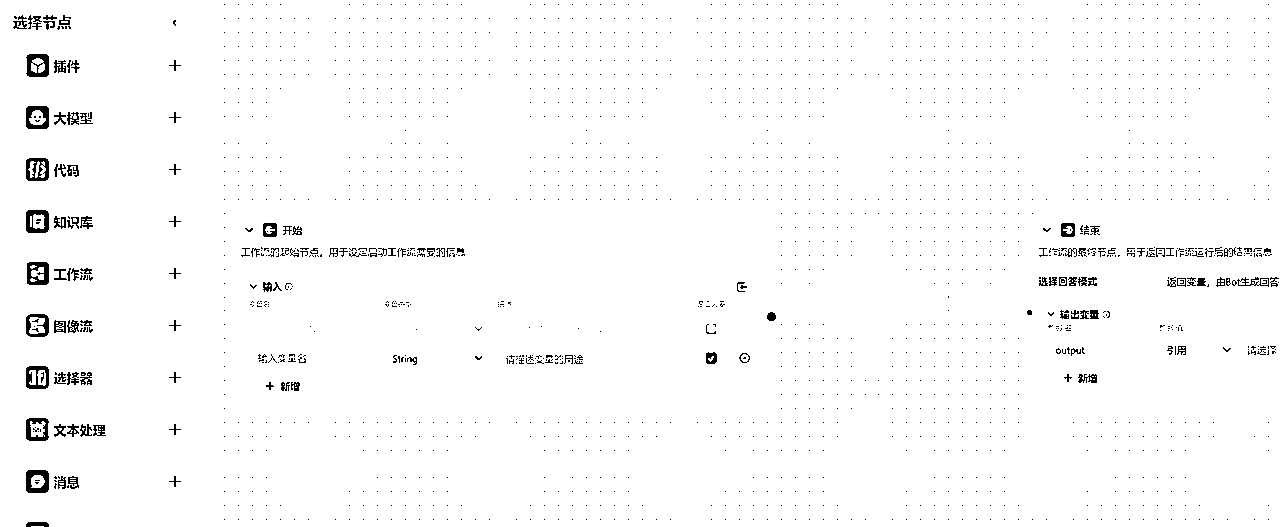 选择节点
插件
大模型
代码
知识库
工作流
图像流
选择器
文本处理
消息
开始
工作流的起始节点，用于设定启动工作流需要的信息
输入
输入变量名 String 请描述变量的用途
+ 新增
结束
工作流的最终节点，用于返回工作流运行后的结果信息
选择回答模式 返回变量，由Bot生成回答
输出变量
output 引用 请选择
+ 新增